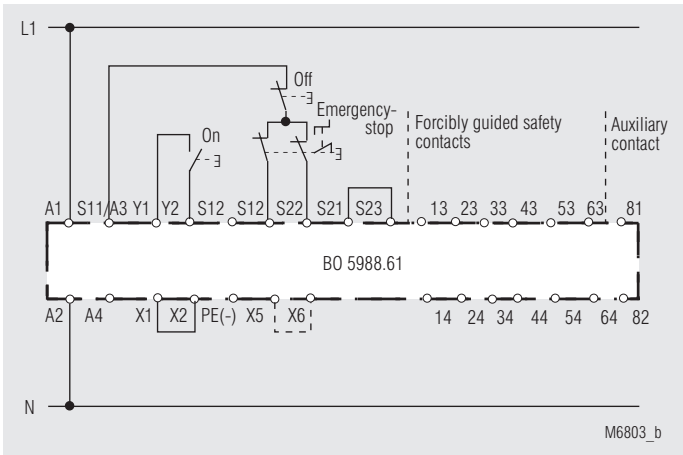 L1
Off
Emergency-
stop
On
Forcibly guided safety
contacts
Auxiliary
contact
A1 S11/A3 Y1 Y2 S12 S12 S22 S21 S23 13 23 33 43 53 63 81
BO 5988.61
A2 A4 X1 X2 PE(-) X5 X6 14 24 34 44 54 64 82
N
M6803_b